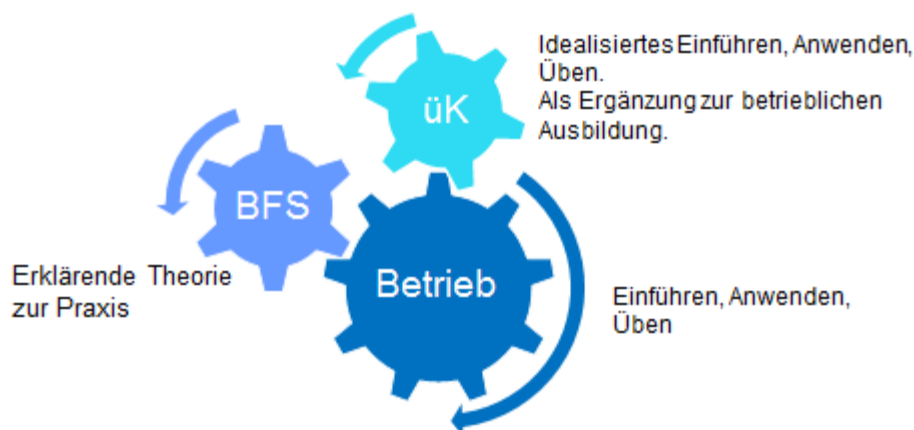 Idealisiertes Einführen, Anwenden,
Üben.
Als Ergänzung zur betrieblichen
Ausbildung.
üK
BFS
Betrieb
Erklärende Theorie
zur Praxis
Einführen, Anwenden,
Üben